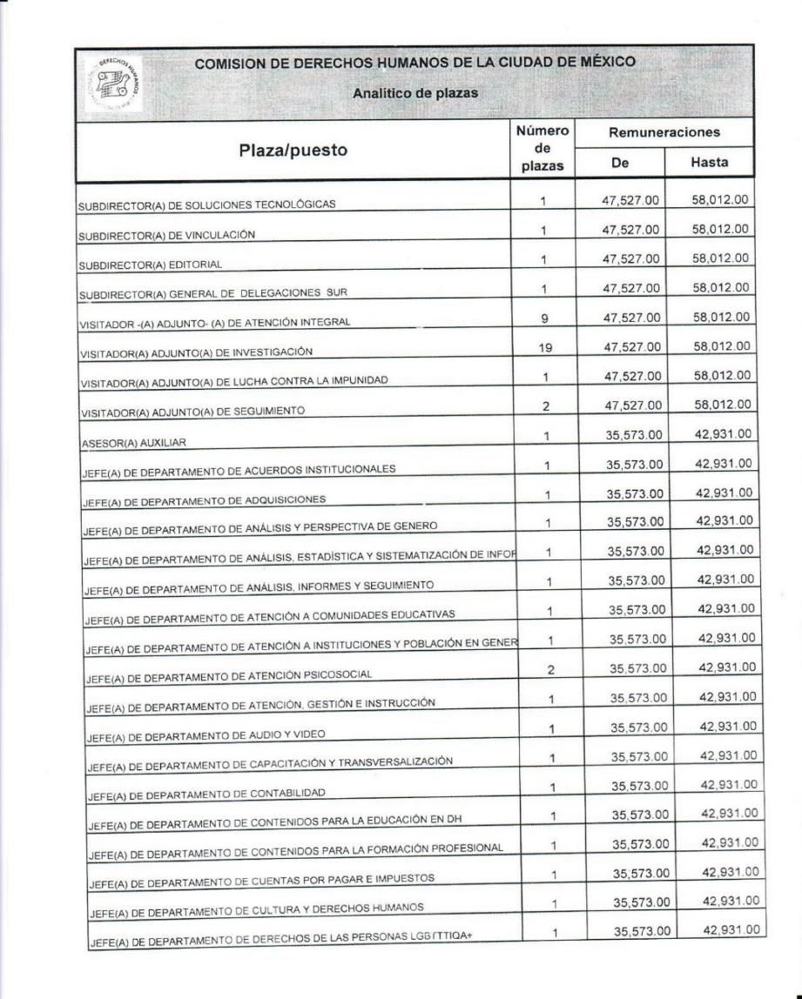 DERECHOS HUMANOS
COMISION DE DERECHOS HUMANOS DE LA CIUDAD DE MÉXICO
Analitico de plazas
Plaza/puesto Número de plazas Remuneraciones
De Hasta
SUBDIRECTOR(A) DE SOLUCIONES TECNOLÓGICAS 1 47,527.00 58,012.00
SUBDIRECTOR(A) DE VINCULACIÓN 1 47,527.00 58,012.00
SUBDIRECTOR(A) EDITORIAL 1 47,527.00 58,012.00
SUBDIRECTOR(A) GENERAL DE DELEGACIONES SUR 1 47,527.00 58,012.00
VISITADOR -(A) ADJUNTO- (A) DE ATENCIÓN INTEGRAL 9 47,527.00 58,012.00
VISITADOR(A) ADJUNTO(A) DE INVESTIGACIÓN 19 47,527.00 58,012.00
VISITADOR(A) ADJUNTO(A) DE LUCHA CONTRA LA IMPUNIDAD 1 47,527.00 58,012.00
VISITADOR(A) ADJUNTO(A) DE SEGUIMIENTO 2 47,527.00 58,012.00
ASESOR(A) AUXILIAR 1 35,573.00 42,931.00
JEFE(A) DE DEPARTAMENTO DE ACUERDOS INSTITUCIONALES 1 35,573.00 42,931.00
JEFE(A) DE DEPARTAMENTO DE ADQUISICIONES 1 35,573.00 42,931.00
JEFE(A) DE DEPARTAMENTO DE ANÁLISIS Y PERSPECTIVA DE GENERO 1 35,573.00 42,931.00
JEFE(A) DE DEPARTAMENTO DE ANÁLISIS, ESTADÍSTICA Y SISTEMATIZACIÓN DE INFOR 1 35,573.00 42,931.00
JEFE(A) DE DEPARTAMENTO DE ANÁLISIS, INFORMES Y SEGUIMIENTO 1 35,573.00 42,931.00
JEFE(A) DE DEPARTAMENTO DE ATENCIÓN A COMUNIDADES EDUCATIVAS 1 35,573.00 42,931.00
JEFE(A) DE DEPARTAMENTO DE ATENCIÓN A INSTITUCIONES Y POBLACIÓN EN GENER 1 35,573.00 42,931.00
JEFE(A) DE DEPARTAMENTO DE ATENCIÓN PSICOSOCIAL 2 35,573.00 42,931.00
JEFE(A) DE DEPARTAMENTO DE ATENCIÓN, GESTIÓN E INSTRUCCIÓN 1 35,573.00 42,931.00
JEFE(A) DE DEPARTAMENTO DE AUDIO Y VIDEO 1 35,573.00 42,931.00
JEFE(A) DE DEPARTAMENTO DE CAPACITACIÓN Y TRANSVERSALIZACIÓN 1 35,573.00 42,931.00
JEFE(A) DE DEPARTAMENTO DE CONTABILIDAD 1 35,573.00 42,931.00
JEFE(A) DE DEPARTAMENTO DE CONTENIDOS PARA LA EDUCACIÓN EN DH 1 35,573.00 42,931.00
JEFE(A) DE DEPARTAMENTO DE CONTENIDOS PARA LA FORMACIÓN PROFESIONAL 1 35,573.00 42,931.00
JEFE(A) DE DEPARTAMENTO DE CUENTAS POR PAGAR E IMPUESTOS 1 35,573.00 42,931.00
JEFE(A) DE DEPARTAMENTO DE CULTURA Y DERECHOS HUMANOS 1 35,573.00 42,931.00
JEFE(A) DE DEPARTAMENTO DE DERECHOS DE LAS PERSONAS LGBTTTIQA+ 1 35,573.00 42,931.00